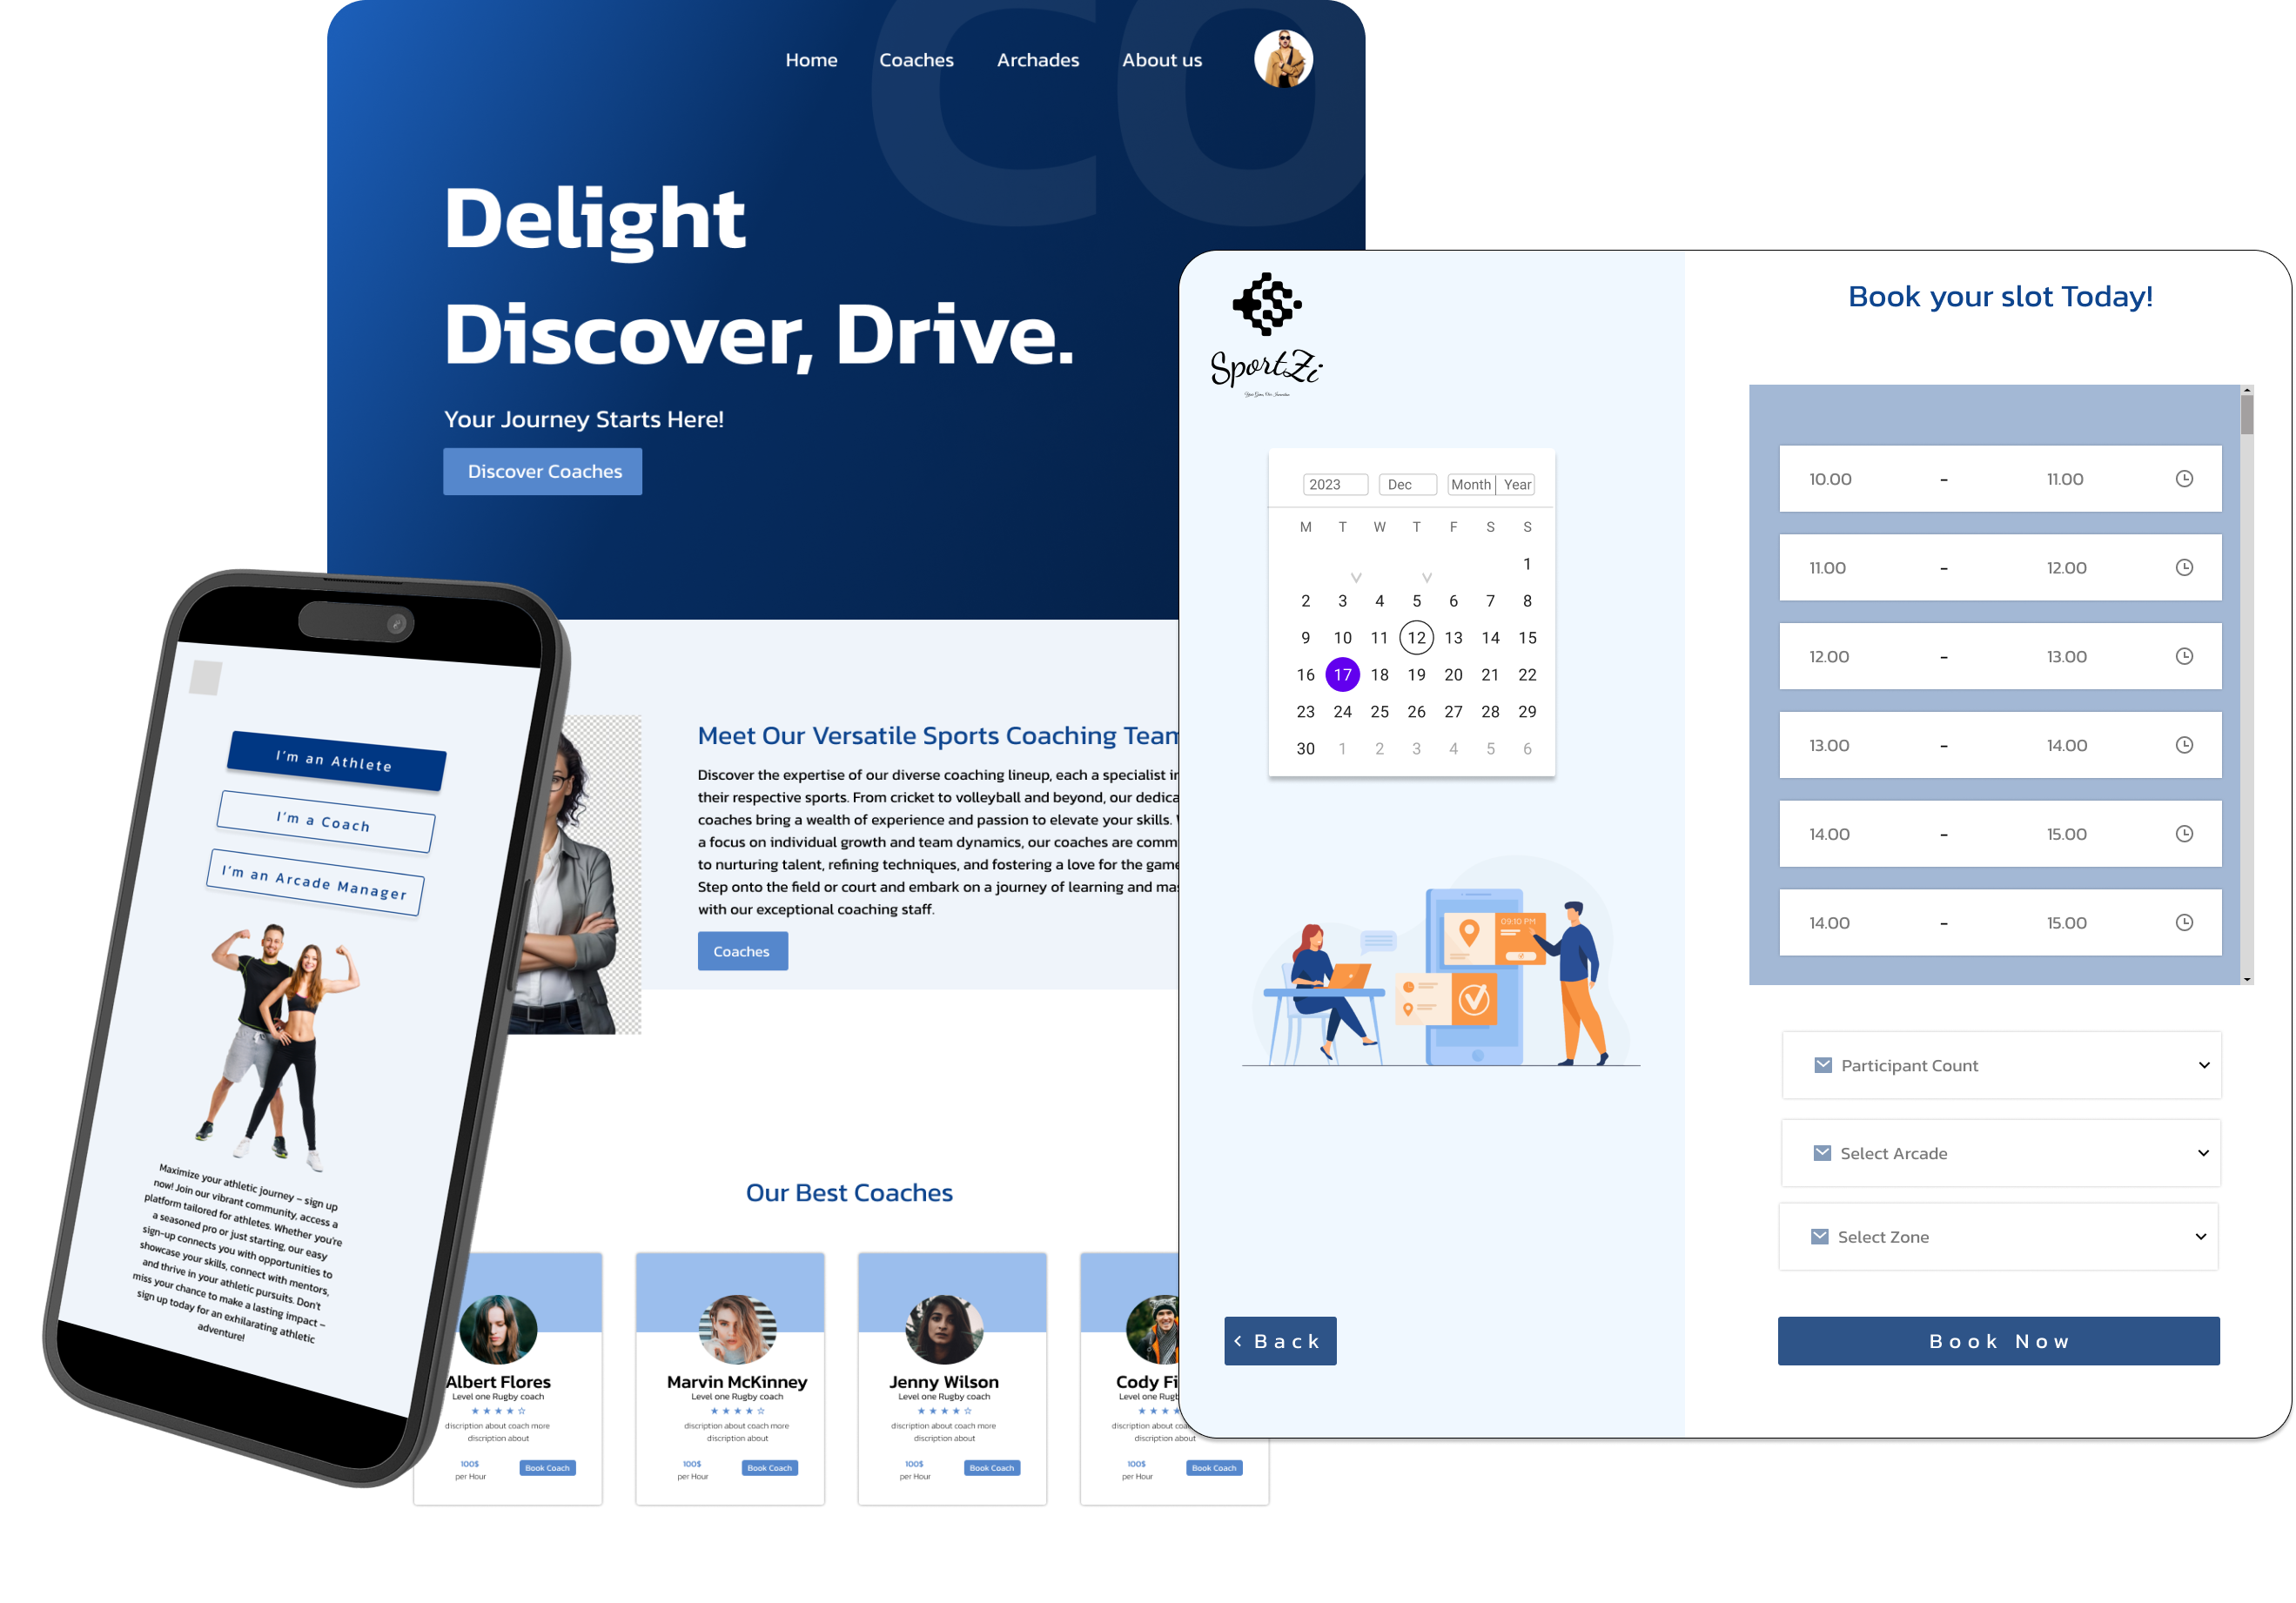 CO
Home Coaches Archades About us
Delight
Discover, Drive.
Your Journey Starts Here!
Discover Coaches
Meet Our Versatile Sports Coaching Team
Discover the expertise of our diverse coaching lineup, each a specialist in
their respective sports. From cricket to volleyball and beyond, our dedica
coaches bring a wealth of experience and passion to elevate your skills.
a focus on individual growth and team dynamics, our coaches are comm
to nurturing talent, refining techniques, and fostering a love for the game
Step onto the field or court and embark on a journey of learning and mas
with our exceptional coaching staff.
Coaches
Our Best Coaches
Albert Flores
Level one Rugby coach
★ ★ ★ ★ ☆
discription about coach more
discription about
100$
per Hour
Book Coach
Marvin McKinney
Level one Rugby coach
★ ★ ★ ★ ☆
discription about coach more
discription about
100$
per Hour
Book Coach
Jenny Wilson
Level one Rugby coach
★ ★ ★ ★ ☆
discription about coach more
discription about
100$
per Hour
Book Coach
Cody Fi
Level one Rugb
★ ★ ★ ★
discription about coa
discription about
100$
per Hour
Book Coach
I'm an Athlete
I'm a Coach
I'm an Arcade Manager
Maximize your athletic journey – sign up
now! Join our vibrant community, access a
platform tailored for athletes. Whether you're
a seasoned pro or just starting, our easy
sign-up connects you with opportunities to
showcase your skills, connect with mentors,
and thrive in your athletic pursuits. Don't
miss your chance to make a lasting impact –
sign up today for an exhilarating athletic
adventure!
SportZi
2023 Dec Month Year
M T W T F S S
1
2 3 4 5 6 7 8
9 10 11 12 13 14 15
16 17 18 19 20 21 22
23 24 25 26 27 28 29
30 1 2 3 4 5 6
09:10 PM
< Back
Book your slot Today!
10.00 - 11.00
11.00 - 12.00
12.00 - 13.00
13.00 - 14.00
14.00 - 15.00
14.00 - 15.00
Participant Count
Select Arcade
Select Zone
Book Now